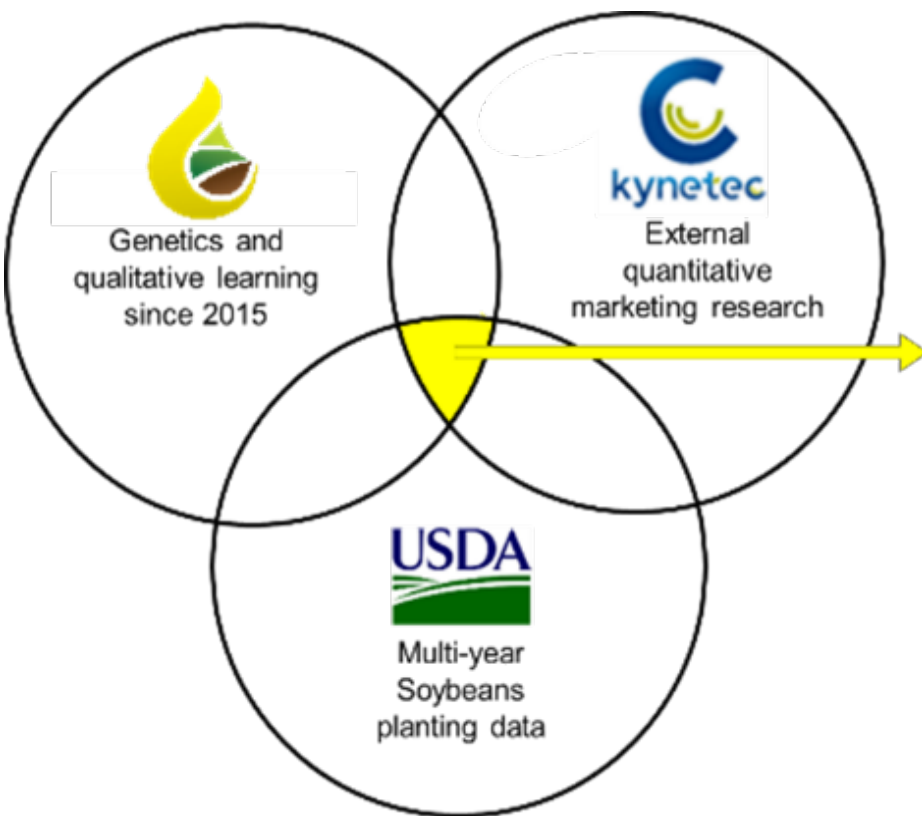 Genetics and
qualitative learning
since 2015
kynetec
External
quantitative
marketing research
USDA
Multi-year
Soybeans
planting data